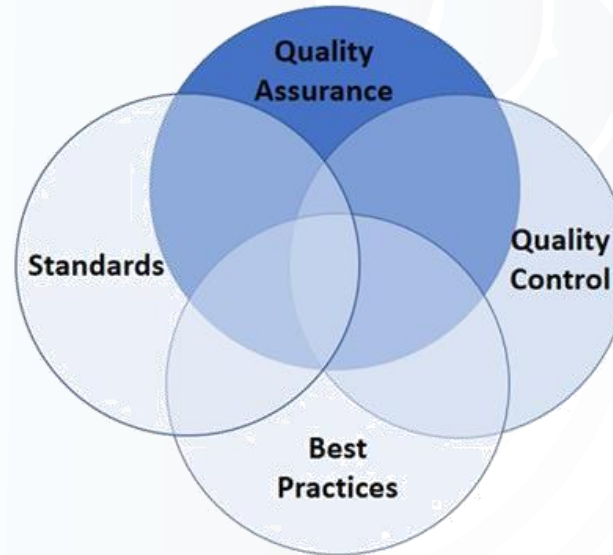 Quality
Assurance
Standards
Quality
Control
Best
Practices